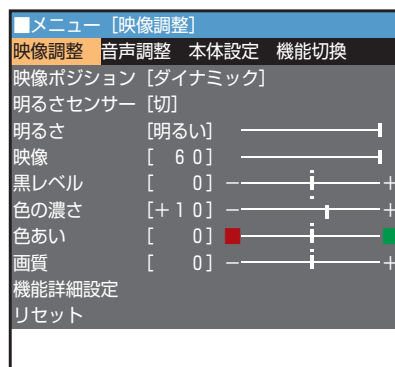 ■メニュー [映像調整]
映像調整 音声調整 本体設定 機能切換
映像ポジション [ダイナミック]
明るさセンサー [切]
明るさ [明るい]
映像 [ 60]
黒レベル [ 0] − +
色の濃さ [+10] − +
色あい [ 0]
画質 [ 0] − +
機能詳細設定
リセット